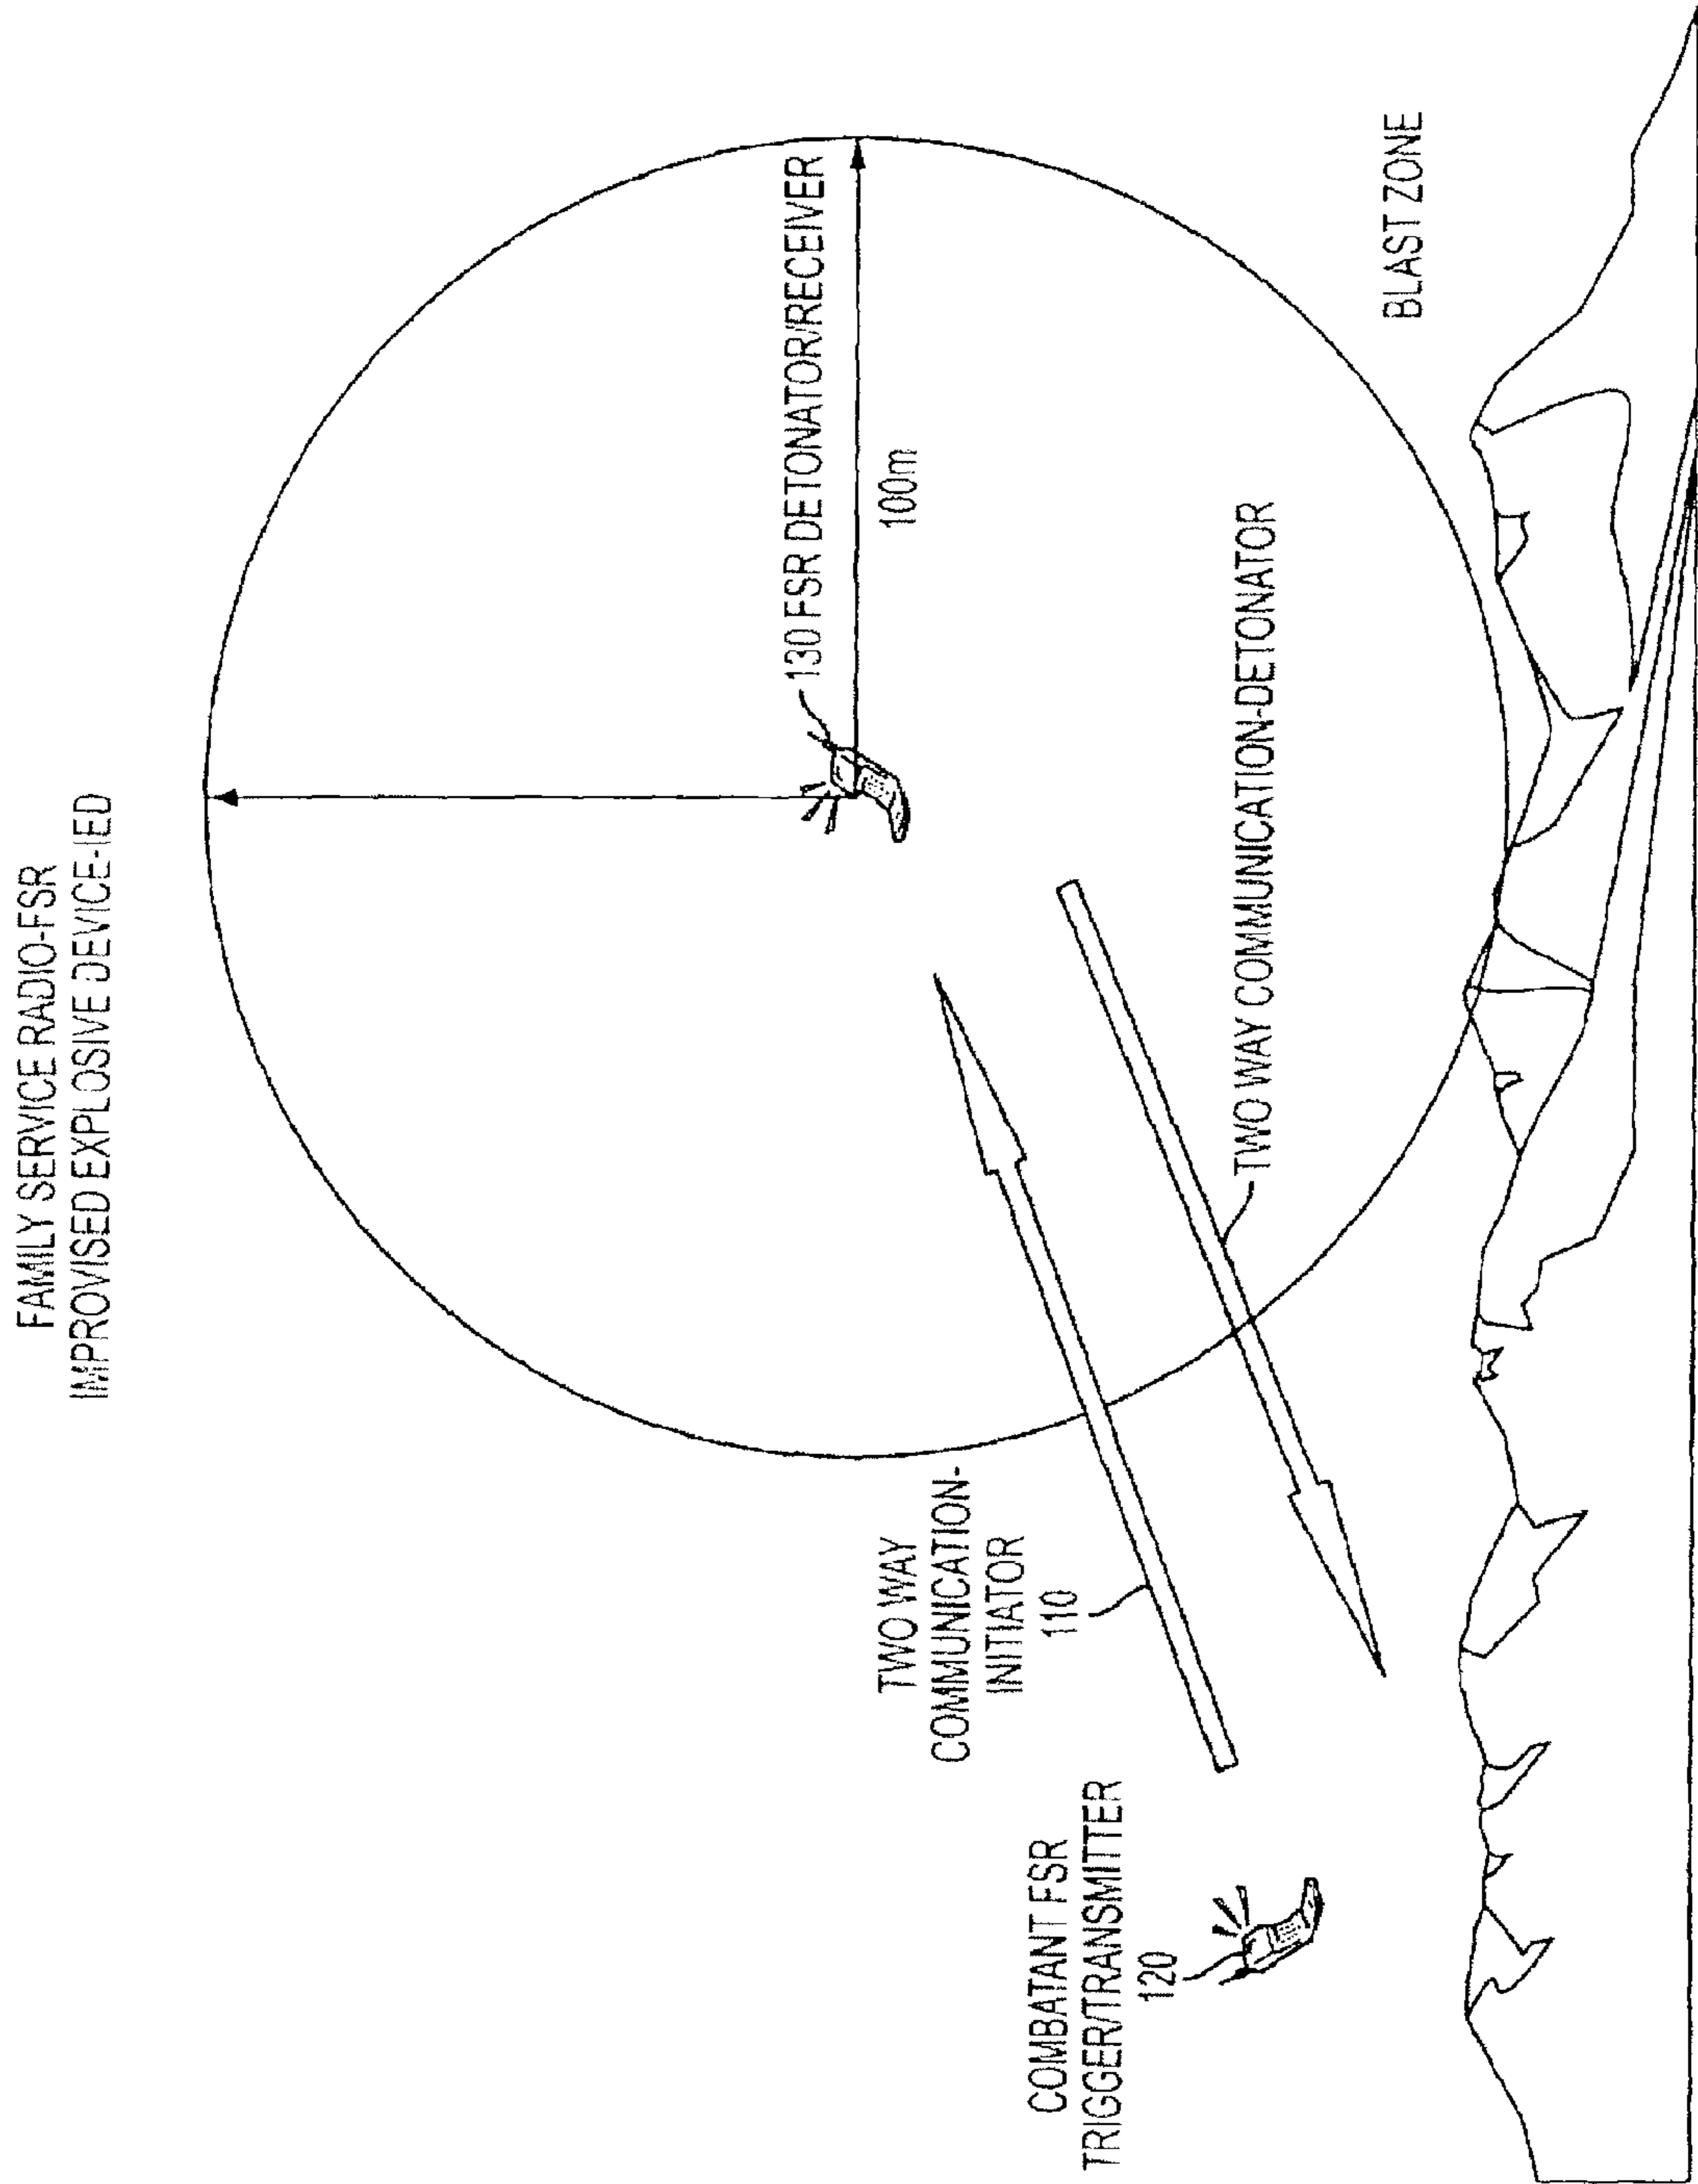 FAMILY SERVICE RADIO-FSR
IMPROVISED EXPLOSIVE DEVICE-IED
130 FSR DETONATOR/RECEIVER
100m
TWO WAY
COMMUNICATION-
INITIATOR
110
TWO WAY COMMUNICATION-DETONATOR
COMBATANT FSR
TRIGGER/TRANSMITTER
120
BLAST ZONE